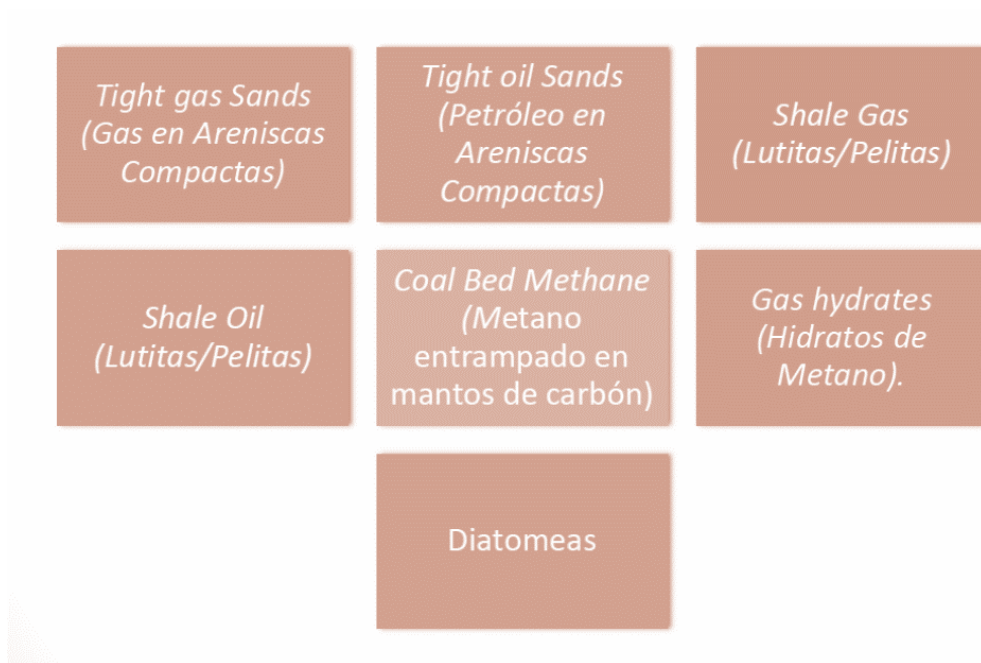 Tight gas Sands
(Gas en Areniscas
Compactas)
Tight oil Sands
(Petróleo en
Areniscas
Compactas)
Shale Gas
(Lutitas/Pelitas)
Shale Oil
(Lutitas/Pelitas)
Coal Bed Methane
(Metano
entrampado en
mantos de carbón)
Gas hydrates
(Hidratos de
Metano).
Diatomeas